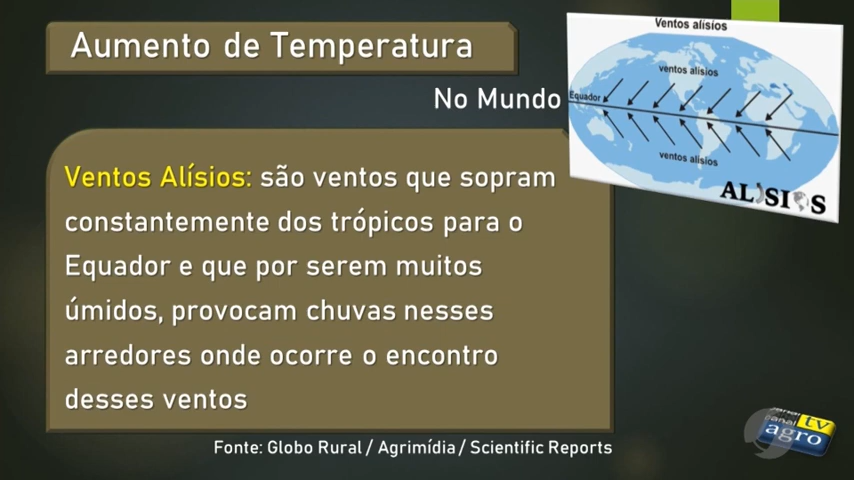 Aumento de Temperatura
No Mundo
Ventos alísios
ventos alísios
Equador
ventos alísios
ALISIOS
Ventos Alísios: são ventos que sopram
constantemente dos trópicos para o
Equador e que por serem muitos
úmidos, provocam chuvas nesses
arredores onde ocorre o encontro
desses ventos
Fonte: Globo Rural / Agrimídia / Scientific Reports
canal
tv
agro